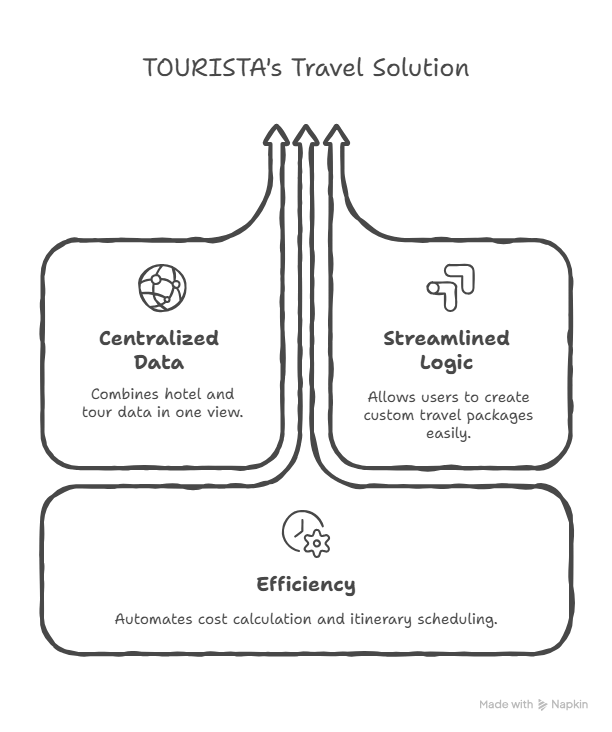 TOURISTA's Travel Solution
Centralized
Data
Combines hotel and
tour data in one view.
Streamlined
Logic
Allows users to create
custom travel packages
easily.
Efficiency
Automates cost calculation and itinerary scheduling.
Made with Napkin